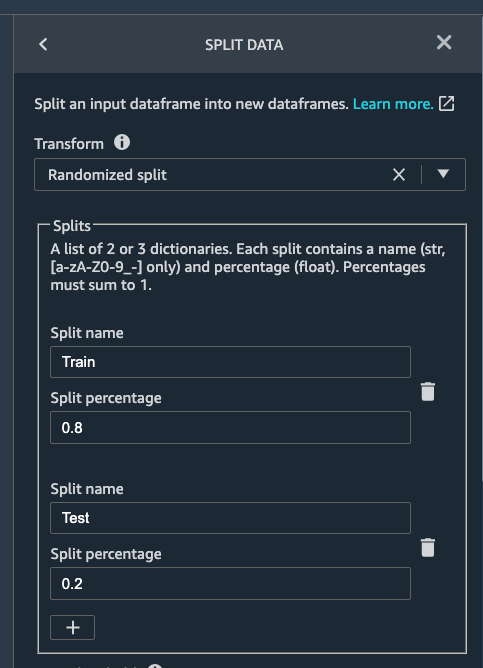 SPLIT DATA
Split an input dataframe into new dataframes. Learn more.
Transform
Randomized split
Splits
A list of 2 or 3 dictionaries. Each split contains a name (str,
[a-zA-Z0-9_-] only) and percentage (float). Percentages
must sum to 1.
Split name
Train
Split percentage
0.8
Split name
Test
Split percentage
0.2